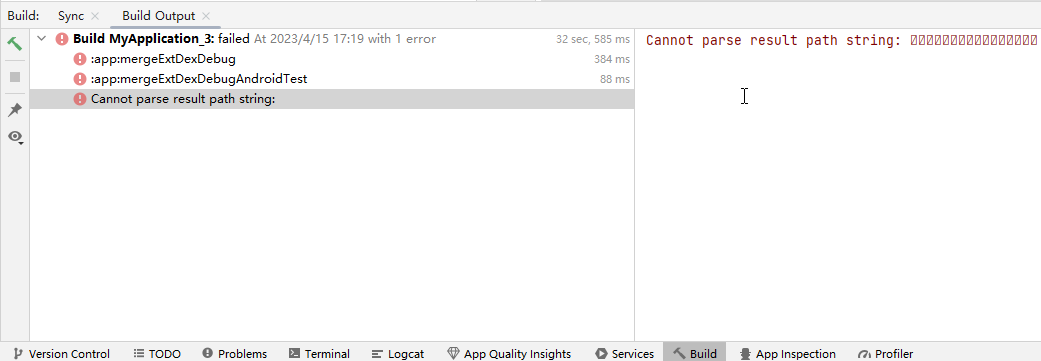 Build: Sync Build Output
Build MyApplication_3: failed At 2023/4/15 17:19 with 1 error 32 sec, 585 ms
:app:mergeExtDexDebug 384 ms
:app:mergeExtDexDebugAndroidTest 88 ms
Cannot parse result path string:
Cannot parse result path string:
Version Control TODO Problems Terminal Logcat App Quality Insights Services Build App Inspection Profiler